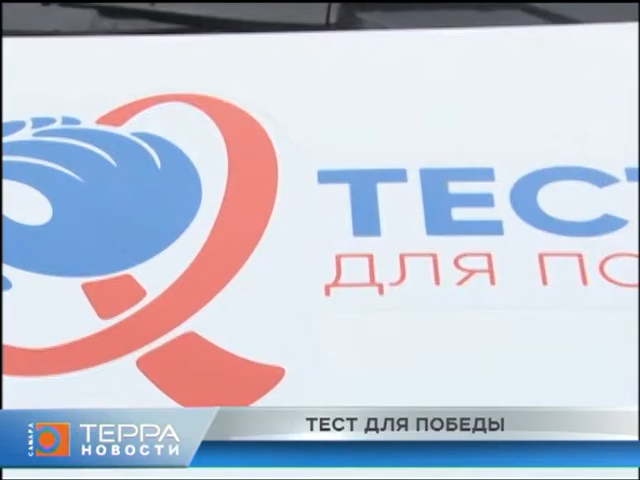 ТЕСТ
ДЛЯ ПО
ТЕСТ ДЛЯ ПОБЕДЫ
САМАРА
ТЕРРА
НОВОСТИ